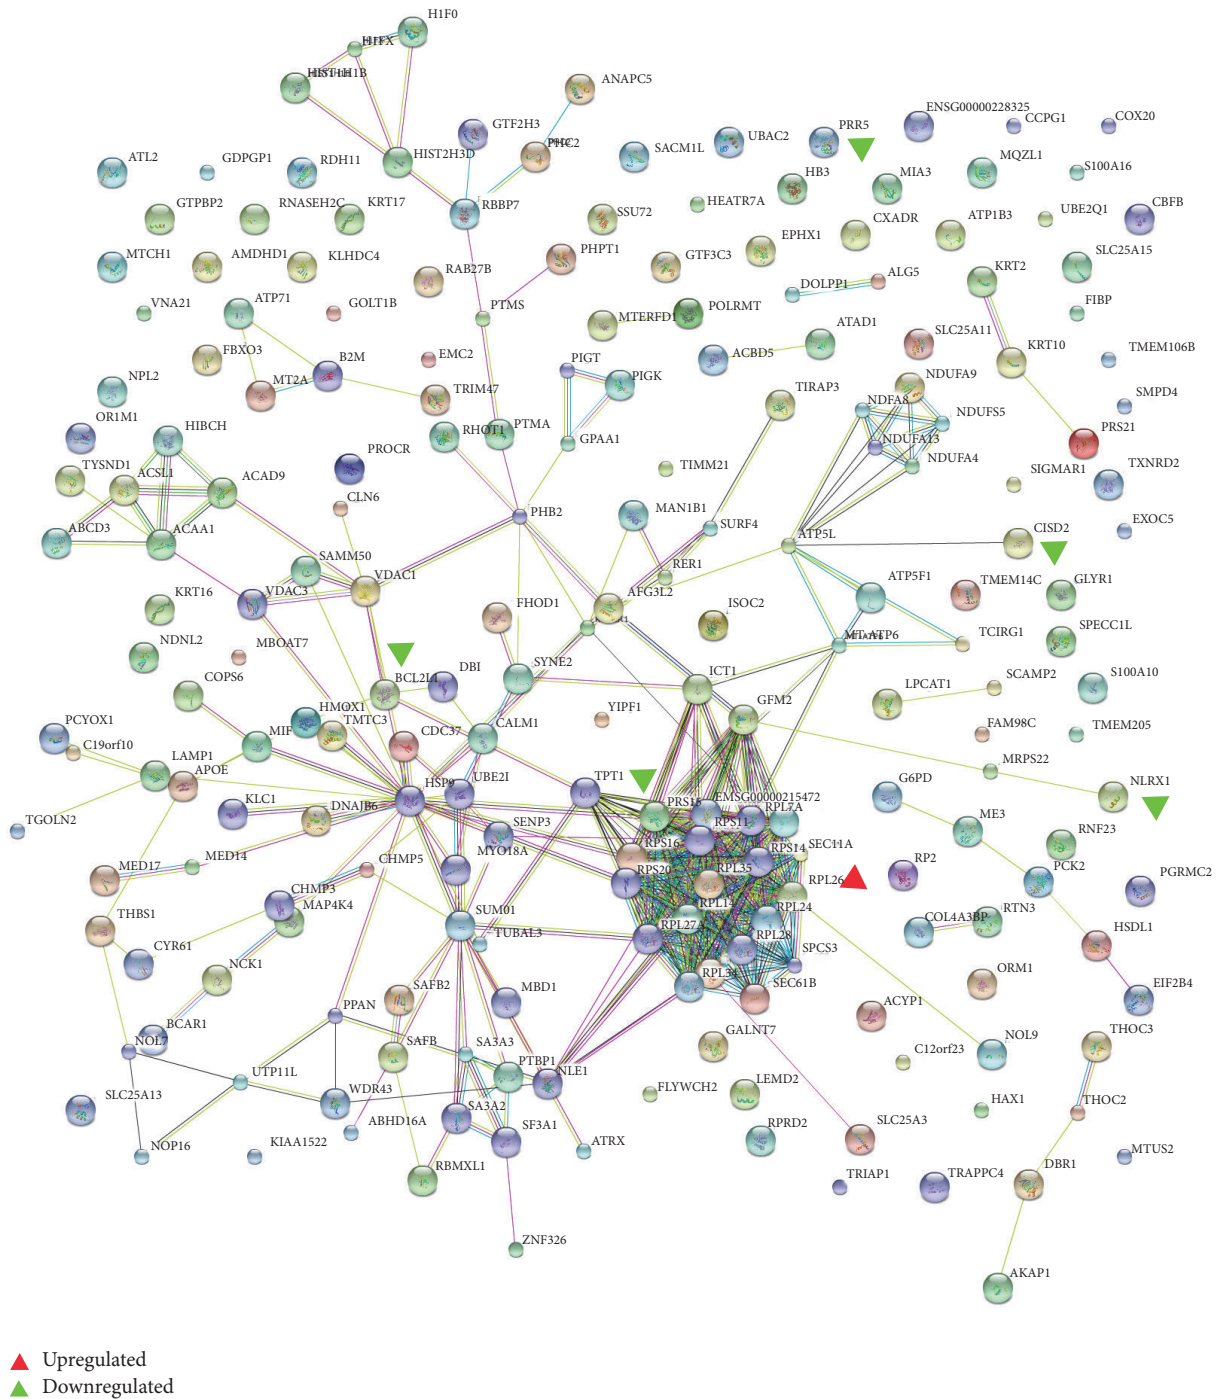 H1F0
H1FX
HIST1H1B
ANAPC5
ENSG00000228325
CCPG1
COX20
GTF2H3
PHC2
UBAC2
PRR5
SACM1L
HIST2H3D
ATL2
GDPGP1
RDH11
MIA3
MQZL1
S100A16
HB3
GTPBP2
RNASEH2C
KRT17
RBBP7
SSU72
HEATR7A
CXADR
ATP1B3
UBE2Q1
CBFB
MTCH1
AMDHD1
KLHDC4
RAB27B
PHPT1
GTF3C3
EPHX1
SLC25A15
DOLPP1
ALG5
KRT2
VNA21
ATP71
GOLT1B
PTMS
MTERFD1
POLRMT
FIBP
FBXO3
B2M
EMC2
ACBD5
ATAD1
SLC25A11
KRT10
TMEM106B
NPL2
MT2A
TRIM47
PIGT
PIGK
TIRAP3
NDUFA9
NDFA8
NDUFS5
SMPD4
OR1M1
HIBCH
PROCR
RHOT1
PTMA
GPAA1
NDUFA13
PRS21
TYSND1
ACSL1
ACAD9
TIMM21
NDUFA4
SIGMAR1
TXNRD2
CLN6
ABCD3
ACAA1
PHB2
MAN1B1
SURF4
ATP5L
CISD2
EXOC5
SAMM50
VDAC1
RER1
KRT16
VDAC3
FHOD1
AFG3L2
ISOC2
ATP5F1
TMEM14C
GLYR1
NDNL2
MBOAT7
MT-ATP6
TCIRG1
SPECC1L
COPS6
BCL2L1
DBI
SYNE2
ICT1
LPCAT1
SCAMP2
S100A10
PCYOX1
C19orf10
HMOX1
TMTC3
MIF
CDC37
CALM1
YIPF1
GFM2
FAM98C
TMEM205
LAMP1
APOE
HSP9
UBE2I
TPT1
MRPS22
NLRX1
TGOLN2
KLC1
DNAJB6
SENP3
PRS15
EMSG0000215472
RPL7A
G6PD
ME3
RNF23
MED17
MED14
MYO18A
RPS16
RPS11
RPS14
SEC11A
CHMP5
RPS20
RPL35
RPL26
RP2
PCK2
PGRMC2
THBS1
CHMP3
MAP4K4
SUM01
RPL14
RPL24
COL4A3BP
RTN3
HSDL1
CYR61
TUBAL3
RPL27
RPL28
SPCS3
NCK1
SAFB2
MBD1
RPL34
SEC61B
ORM1
EIF2B4
BCAR1
PPAN
ACYP1
NOL7
SAFB
SA3A3
PTBP1
NLE1
GALNT7
C12orf23
NOL9
THOC3
UTP11L
WDR43
FLYWCH2
LEMD2
SLC25A13
ABHD16A
SA3A2
SF3A1
HAX1
THOC2
NOP16
KIAA1522
ATRX
RPRD2
SLC25A3
RBMXL1
TRIAP1
TRAPPC4
DBR1
MTUS2
ZNF326
AKAP1
Upregulated
Downregulated